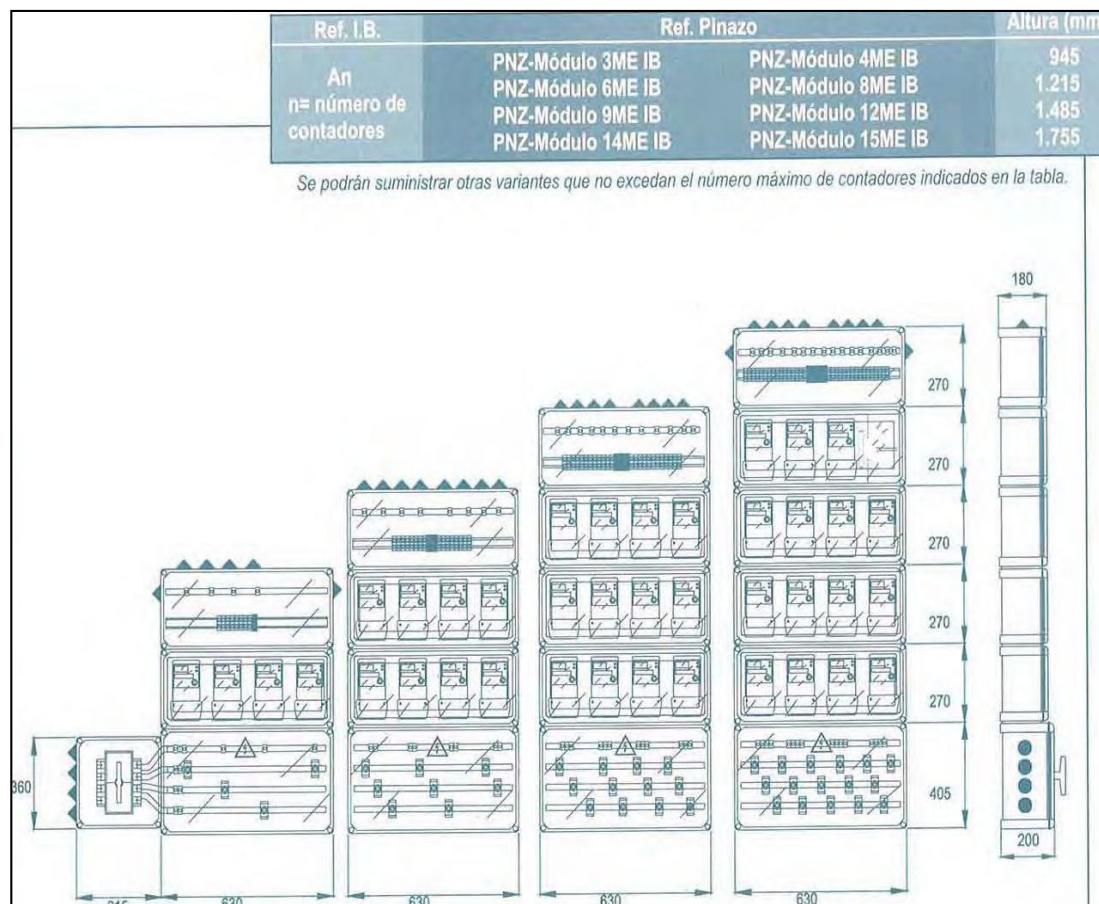 Ref. I.B.
Ref. Pinazo
Altura (mm
An
n= número de
contadores
PNZ-Módulo 3ME IB
PNZ-Módulo 4ME IB
945
PNZ-Módulo 6ME IB
PNZ-Módulo 8ME IB
1.215
PNZ-Módulo 9ME IB
PNZ-Módulo 12ME IB
1.485
PNZ-Módulo 14ME IB
PNZ-Módulo 15ME IB
1.755
Se podrán suministrar otras variantes que no excedan el número máximo de contadores indicados en la tabla.
180
270
270
270
270
270
360
405
200
630
630
630
630